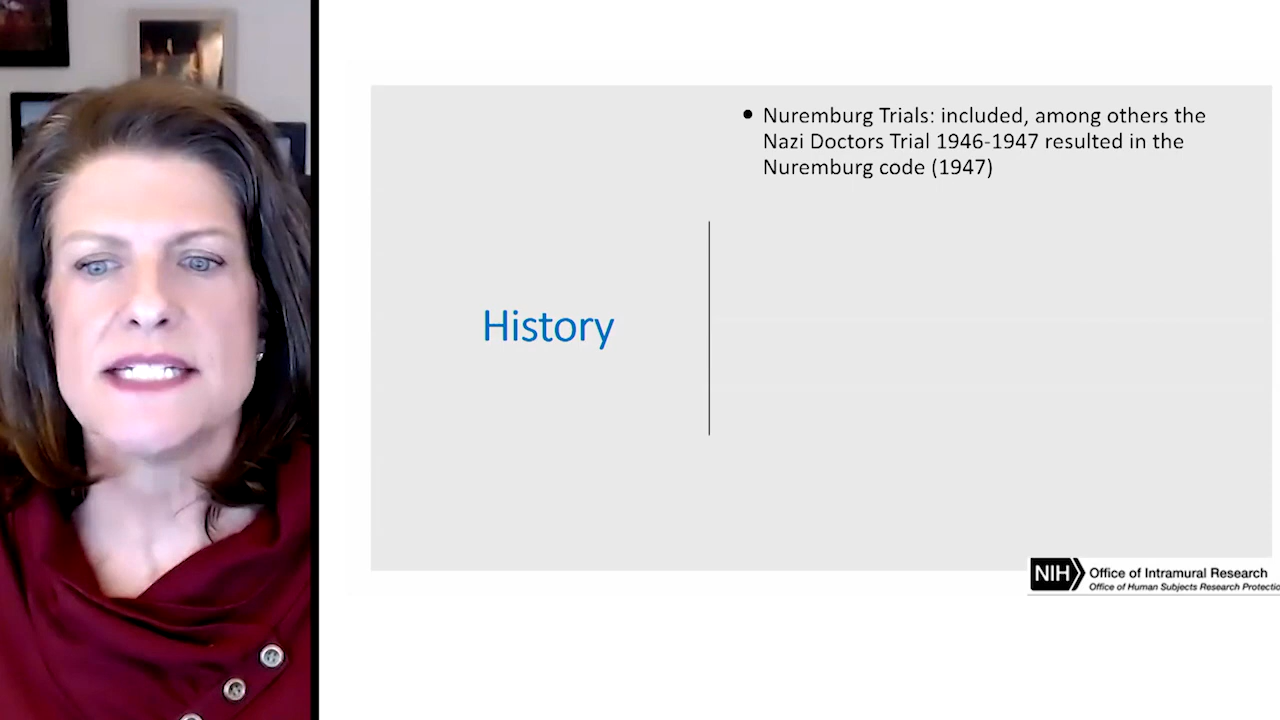 • Nuremburg Trials: included, among others the
Nazi Doctors Trial 1946-1947 resulted in the
Nuremburg code (1947)
History
NIH Office of Intramural Research
Office of Human Subjects Research Protectio